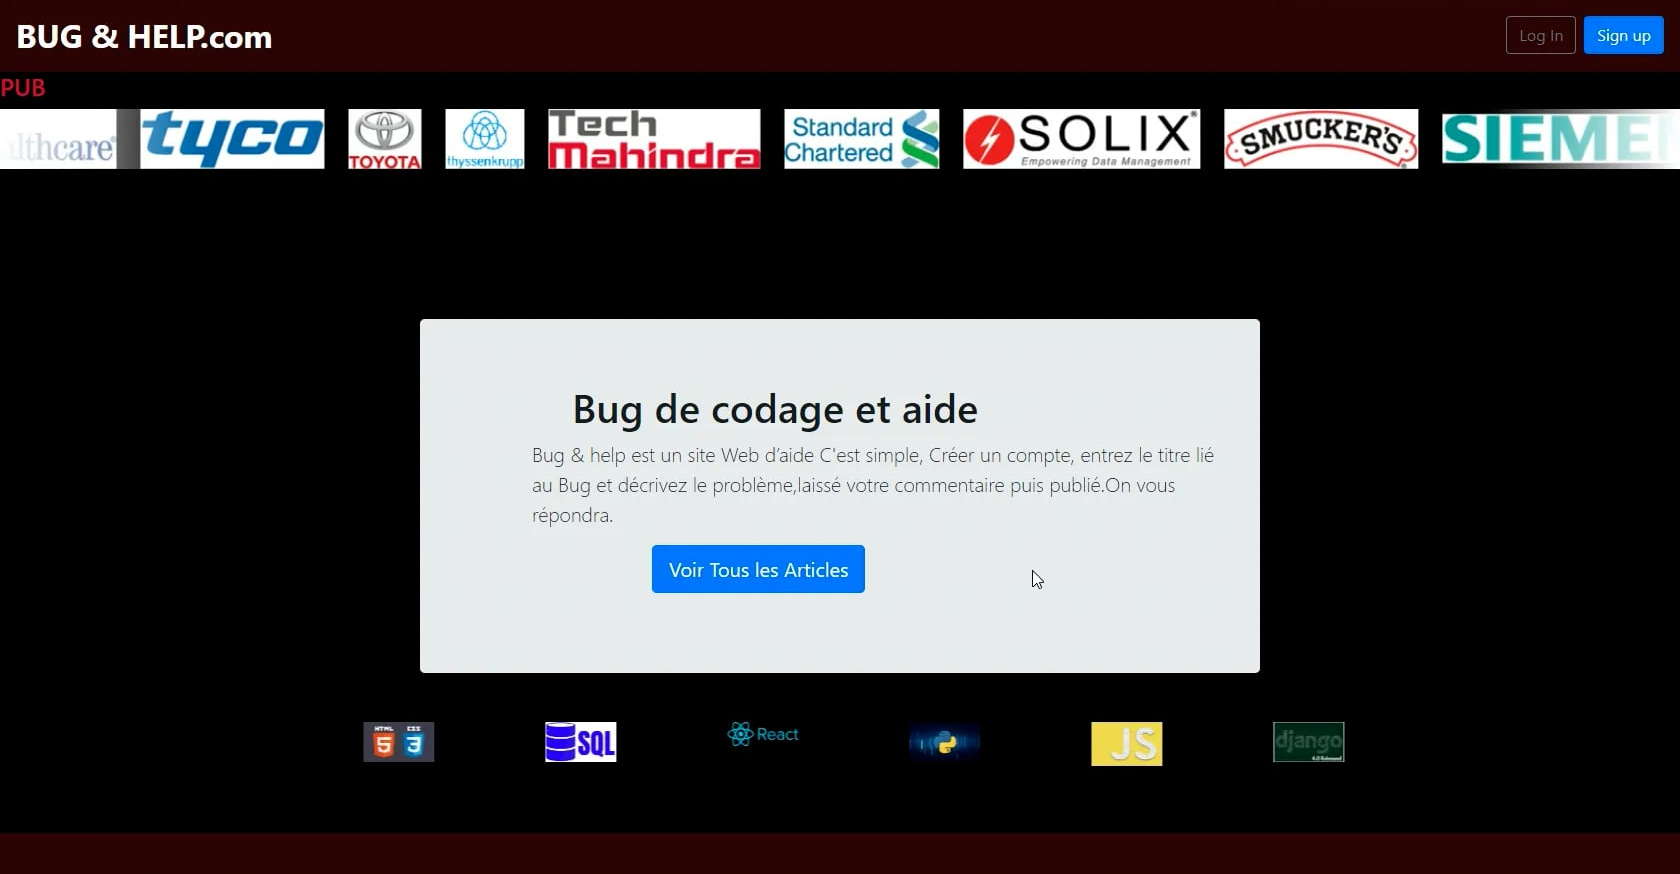 BUG & HELP.com
Log In
Sign up
PUB
althcare
tyco
TOYOTA
thyssenkrupp
Tech
Mahindra
Standard
Chartered
SOLIX®
Empowering Data Management
SMUCKER'S®
SIEME
Bug de codage et aide
Bug & help est un site Web d’aide C'est simple, Créer un compte, entrez le titre lié
au Bug et décrivez le problème,laissé votre commentaire puis publié.On vous
répondra.
Voir Tous les Articles
HTML CSS
5 3
SQL
React
JS
django